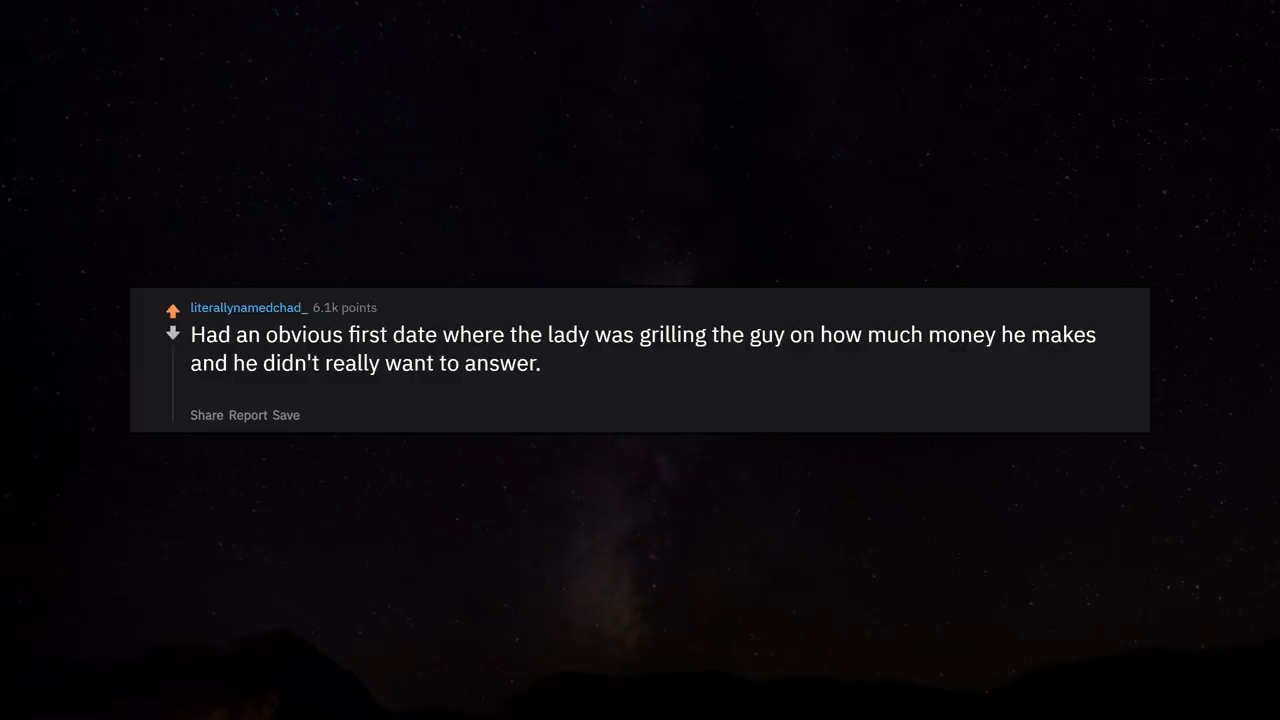 literallynamedchad_ 6.1k points
Had an obvious first date where the lady was grilling the guy on how much money he makes
and he didn't really want to answer.
Share Report Save